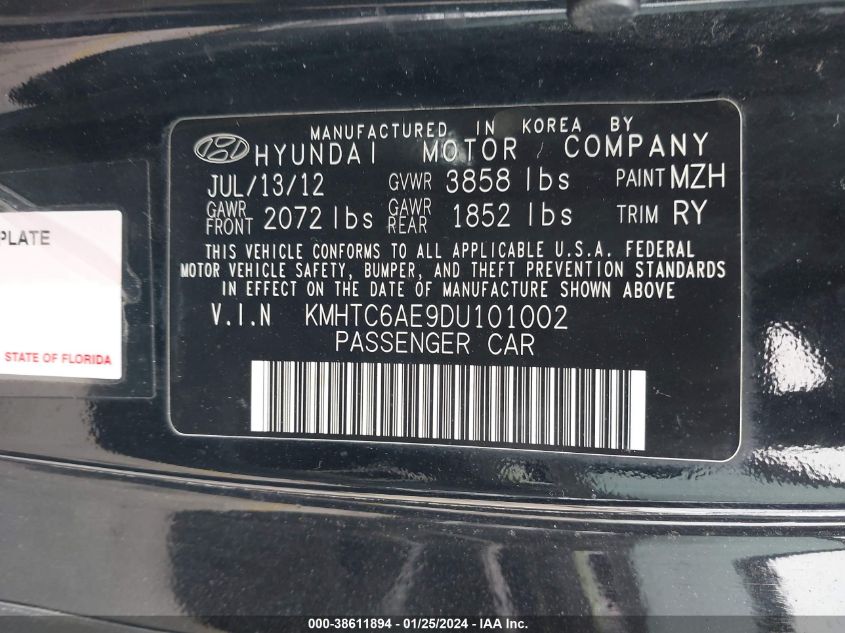 MANUFACTURED IN KOREA BY
HYUNDAI MOTOR COMPANY
JUL/13/12 GVWR 3858 lbs PAINT MZH
GAWR FRONT 2072 lbs GAWR REAR 1852 lbs TRIM RY
THIS VEHICLE CONFORMS TO ALL APPLICABLE U.S.A. FEDERAL
MOTOR VEHICLE SAFETY, BUMPER, AND THEFT PREVENTION STANDARDS
IN EFFECT ON THE DATE OF MANUFACTURE SHOWN ABOVE.
V.I.N KMHTC6AE9DU101002
PASSENGER CAR
PLATE
STATE OF FLORIDA
000-38611894 - 01/25/2024 - IAAI.COM